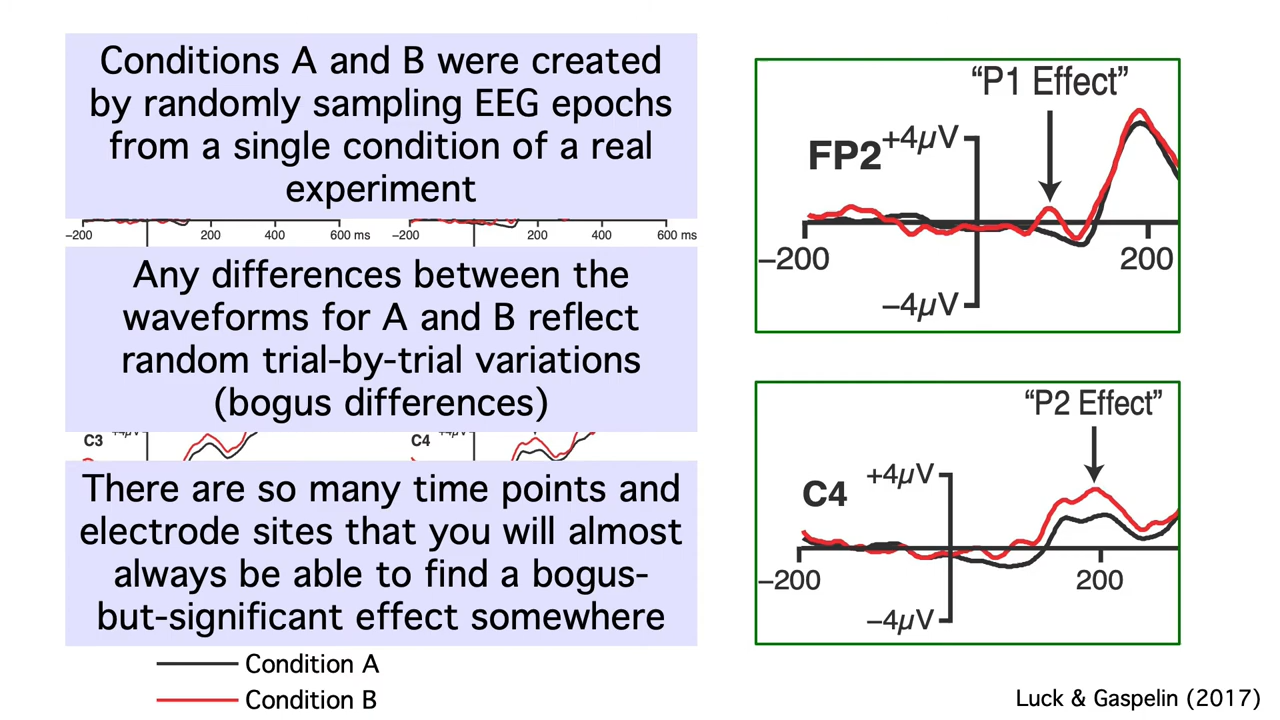 Conditions A and B were created
by randomly sampling EEG epochs
from a single condition of a real
experiment
−200 200 400 600 ms −200 200 400 600 ms
Any differences between the
waveforms for A and B reflect
random trial-by-trial variations
(bogus differences)
C3 C4
There are so many time points and
electrode sites that you will almost
always be able to find a bogus-
but-significant effect somewhere
Condition A
Condition B
“P1 Effect”
FP2
+4µV
−200 200
−4µV
“P2 Effect”
C4
+4µV
−200 200
−4µV
Luck & Gaspelin (2017)